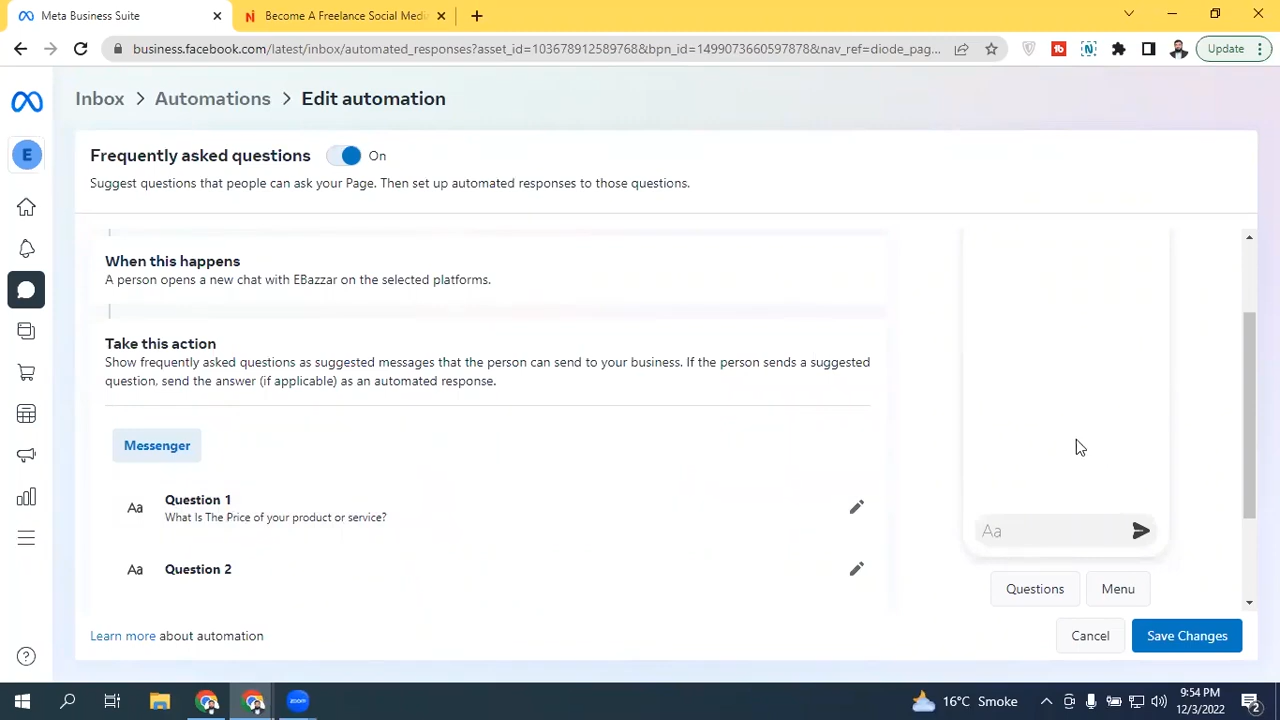 Meta Business Suite
Become A Freelance Social Medi
business.facebook.com/latest/inbox/automated_responses?asset_id=103678912589768&bpn_id=1499073660597878&nav_ref=diode_pag...
Update
Inbox > Automations > Edit automation
E
Frequently asked questions
On
Suggest questions that people can ask your Page. Then set up automated responses to those questions.
When this happens
A person opens a new chat with EBazzar on the selected platforms.
Take this action
Show frequently asked questions as suggested messages that the person can send to your business. If the person sends a suggested
question, send the answer (if applicable) as an automated response.
Messenger
Aa
Question 1
What Is The Price of your product or service?
Aa
Question 2
Aa
Questions
Menu
Learn more about automation
Cancel
Save Changes
zoom
16°C Smoke
9:54 PM
12/3/2022
2